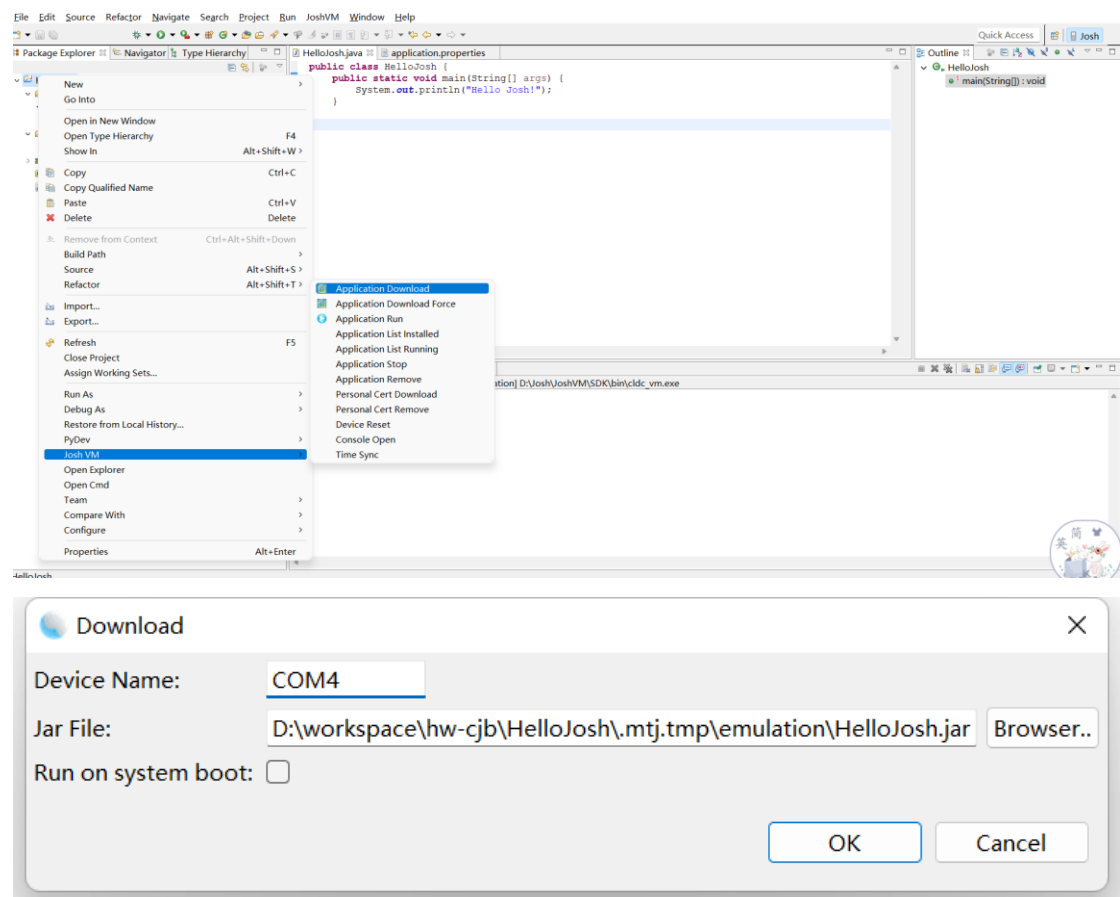 File Edit Source Refactor Navigate Search Project Run JoshVM Window Help
Quick Access Josh
Package Explorer Navigator Type Hierarchy HelloJosh.java application.properties Outline
public class HelloJosh {
public static void main(String[] args) {
System.out.println("Hello Josh!");
}
HelloJosh
main(String[]) : void
New
Go Into
Open in New Window
Open Type Hierarchy F4
Show In Alt+Shift+W >
Copy Ctrl+C
Copy Qualified Name
Paste Ctrl+V
Delete Delete
Remove from Context Ctrl+Alt+Shift+Down
Build Path
Source Alt+Shift+S >
Refactor Alt+Shift+T >
Import...
Export...
Refresh F5
Close Project
Assign Working Sets...
Run As
Debug As
Restore from Local History...
PyDev
Josh VM
Open Explorer
Open Cmd
Team
Compare With
Configure
Properties Alt+Enter
Application Download
Application Download Force
Application Run
Application List Installed
Application List Running
Application Stop
Application Remove
Personal Cert Download
Personal Cert Remove
Device Reset
Console Open
Time Sync
ation] D:\Josh\JoshVM\SDK\bin\cldc_vm.exe
英 简
HelloJosh
Download
Device Name: COM4
Jar File: D:\workspace\hw-cjb\HelloJosh\.mtj.tmp\emulation\HelloJosh.jar Browser..
Run on system boot:
OK Cancel